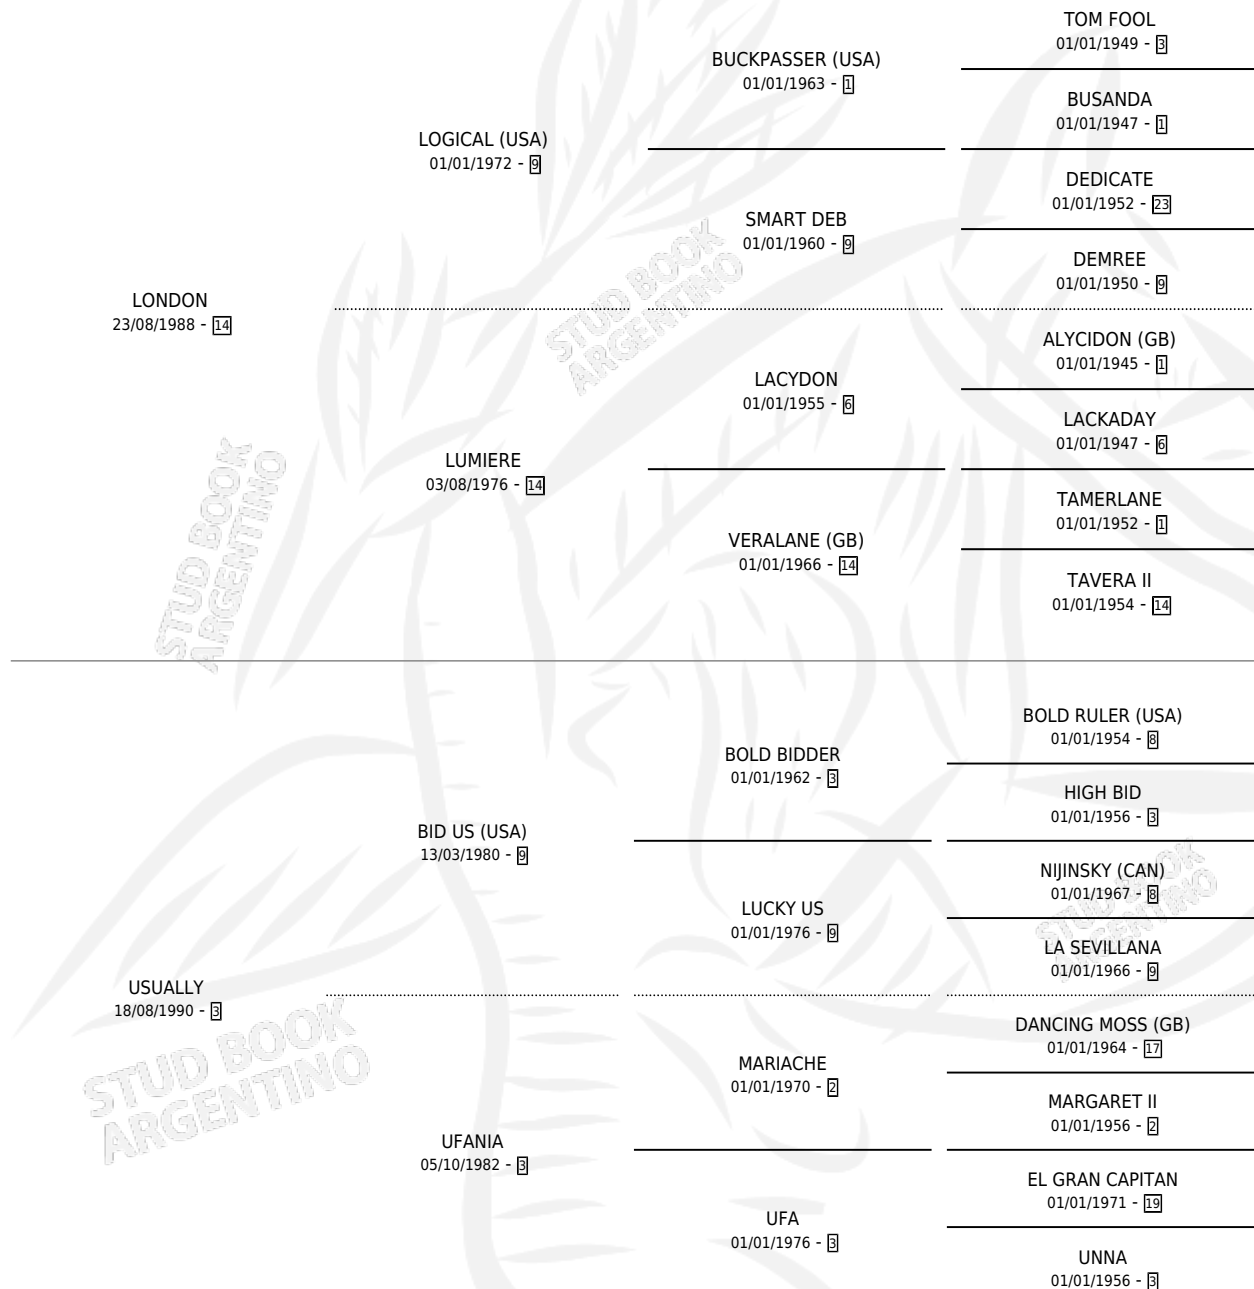 TOM FOOL
01/01/1949 - 3
BUCKPASSER (USA)
01/01/1963 - 1
BUSANDA
01/01/1947 - 1
LOGICAL (USA)
01/01/1972 - 9
DEDICATE
01/01/1952 - 23
SMART DEB
01/01/1960 - 9
DEMREE
01/01/1950 - 9
LONDON
23/08/1988 - 14
ALYCIDON (GB)
01/01/1945 - 1
LACYDON
01/01/1955 - 6
LACKADAY
01/01/1947 - 6
LUMIERE
03/08/1976 - 14
TAMERLANE
01/01/1952 - 1
VERALANE (GB)
01/01/1966 - 14
TAVERA II
01/01/1954 - 14
BOLD RULER (USA)
01/01/1954 - 8
BOLD BIDDER
01/01/1962 - 3
HIGH BID
01/01/1956 - 3
BID US (USA)
13/03/1980 - 9
NIJINSKY (CAN)
01/01/1967 - 8
LUCKY US
01/01/1976 - 9
LA SEVILLANA
01/01/1966 - 9
USUALLY
18/08/1990 - 3
DANCING MOSS (GB)
01/01/1964 - 17
MARIACHE
01/01/1970 - 2
MARGARET II
01/01/1956 - 2
UFANIA
05/10/1982 - 3
EL GRAN CAPITAN
01/01/1971 - 19
UFA
01/01/1976 - 3
UNNA
01/01/1956 - 3
STUD BOOK
ARGENTINO
STUD BOOK
ARGENTINO
STUD BOOK
ARGENTINO
STUD BOOK
ARGENTINO